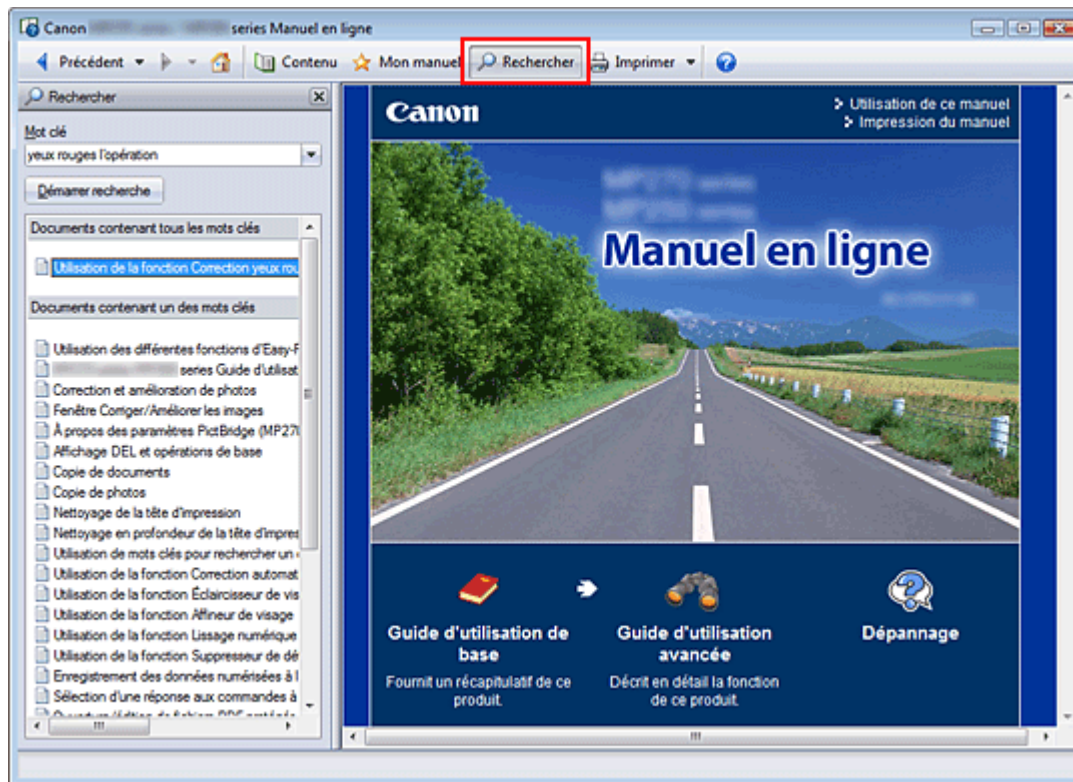 Canon series Manuel en ligne
Précédent Contenu Mon manuel Rechercher Imprimer
Rechercher
Mot clé
yeux rouges l'opération
Démarrer recherche
Documents contenant tous les mots clés
Utilisation de la fonction Correction yeux rou
Documents contenant un des mots clés
Utilisation des différentes fonctions d'Easy-P
series Guide d'utilisat
Correction et amélioration de photos
Fenêtre Corriger/Améliorer les images
À propos des paramètres PictBridge (MP270
Affichage DEL et opérations de base
Copie de documents
Copie de photos
Nettoyage de la tête d'impression
Nettoyage en profondeur de la tête d'impres
Utilisation de mots clés pour rechercher un
Utilisation de la fonction Correction automat
Utilisation de la fonction Éclaircisseur de vis
Utilisation de la fonction Affineur de visage
Utilisation de la fonction Lissage numérique
Utilisation de la fonction Suppresseur de dé
Enregistrement des données numérisées à l
Sélection d'une réponse aux commandes à
Canon
Utilisation de ce manuel
Impression du manuel
MP270 series
Manuel en ligne
Guide d'utilisation de
base
Fournit un récapitulatif de ce
produit.
Guide d'utilisation
avancée
Décrit en détail la fonction
de ce produit.
Dépannage